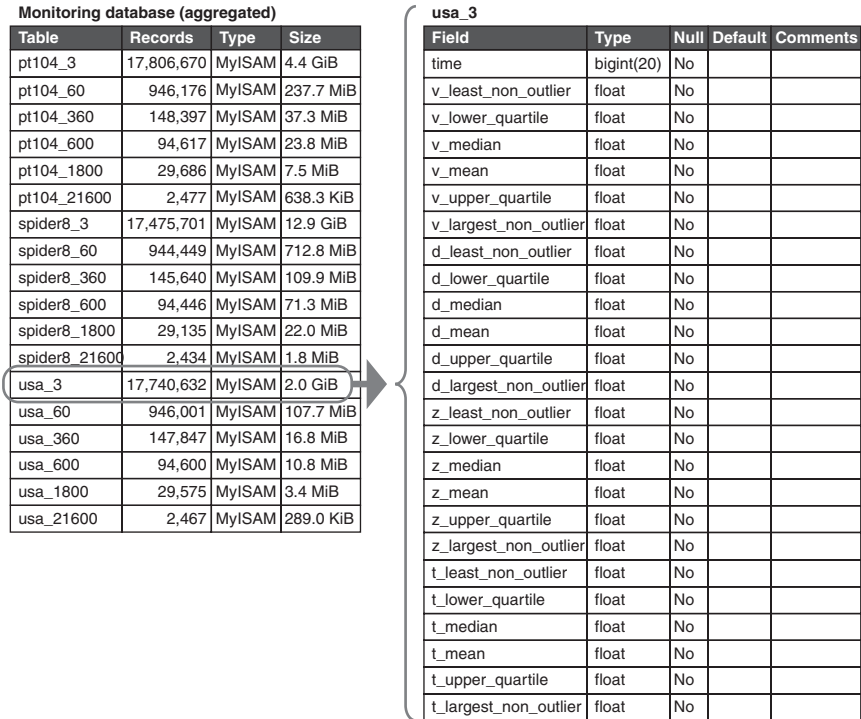 Monitoring database (aggregated)
Table Records Type Size
pt104_3 17,806,670 MyISAM 4.4 GiB
pt104_60 946,176 MyISAM 237.7 MiB
pt104_360 148,397 MyISAM 37.3 MiB
pt104_600 94,617 MyISAM 23.8 MiB
pt104_1800 29,686 MyISAM 7.5 MiB
pt104_21600 2,477 MyISAM 638.3 KiB
spider8_3 17,475,701 MyISAM 12.9 GiB
spider8_60 944,449 MyISAM 712.8 MiB
spider8_360 145,640 MyISAM 109.9 MiB
spider8_600 94,446 MyISAM 71.3 MiB
spider8_1800 29,135 MyISAM 22.0 MiB
spider8_21600 2,434 MyISAM 1.8 MiB
usa_3 17,740,632 MyISAM 2.0 GiB
usa_60 946,001 MyISAM 107.7 MiB
usa_360 147,847 MyISAM 16.8 MiB
usa_600 94,600 MyISAM 10.8 MiB
usa_1800 29,575 MyISAM 3.4 MiB
usa_21600 2,467 MyISAM 289.0 KiB
usa_3
Field Type Null Default Comments
time bigint(20) No
v_least_non_outlier float No
v_lower_quartile float No
v_median float No
v_mean float No
v_upper_quartile float No
v_largest_non_outlier float No
d_least_non_outlier float No
d_lower_quartile float No
d_median float No
d_mean float No
d_upper_quartile float No
d_largest_non_outlier float No
z_least_non_outlier float No
z_lower_quartile float No
z_median float No
z_mean float No
z_upper_quartile float No
z_largest_non_outlier float No
t_least_non_outlier float No
t_lower_quartile float No
t_median float No
t_mean float No
t_upper_quartile float No
t_largest_non_outlier float No